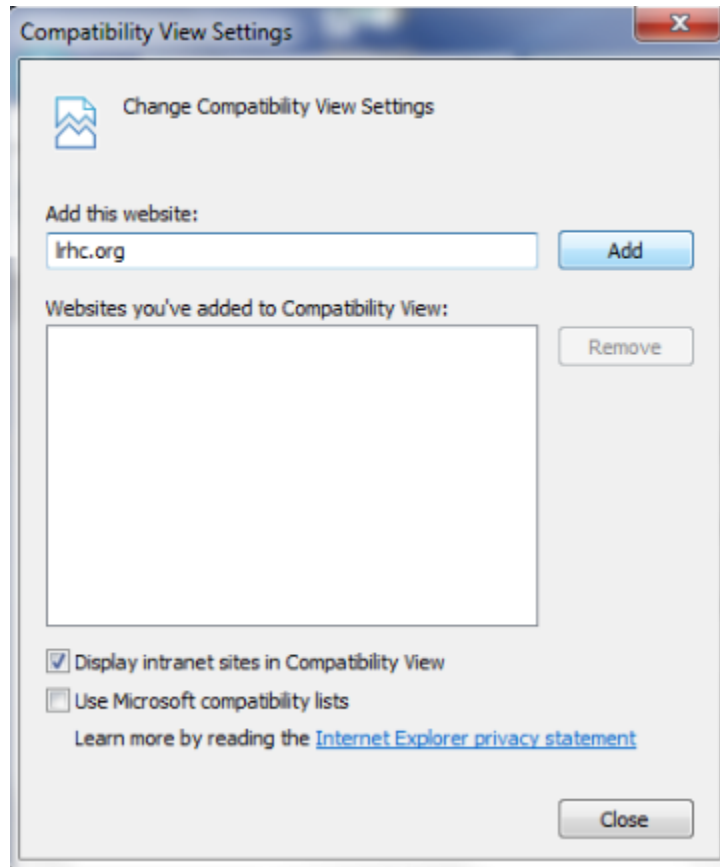 Compatibility View Settings
Change Compatibility View Settings
Add this website:
lrhc.org
Add
Websites you've added to Compatibility View:
Remove
Display intranet sites in Compatibility View
Use Microsoft compatibility lists
Learn more by reading the Internet Explorer privacy statement
Close